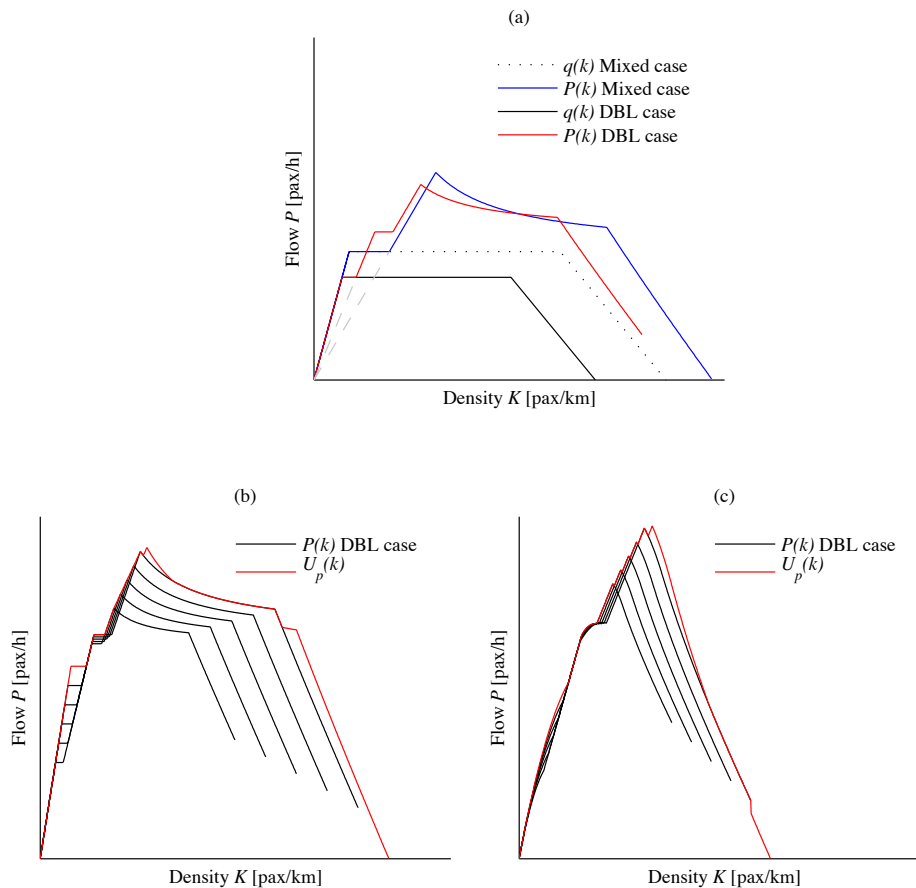 (a)
q(k) Mixed case
P(k) Mixed case
q(k) DBL case
P(k) DBL case
Flow P [pax/h]
Density K [pax/km]
(b)
P(k) DBL case
U_p(k)
Flow P [pax/h]
Density K [pax/km]
(c)
P(k) DBL case
U_p(k)
Flow P [pax/h]
Density K [pax/km]